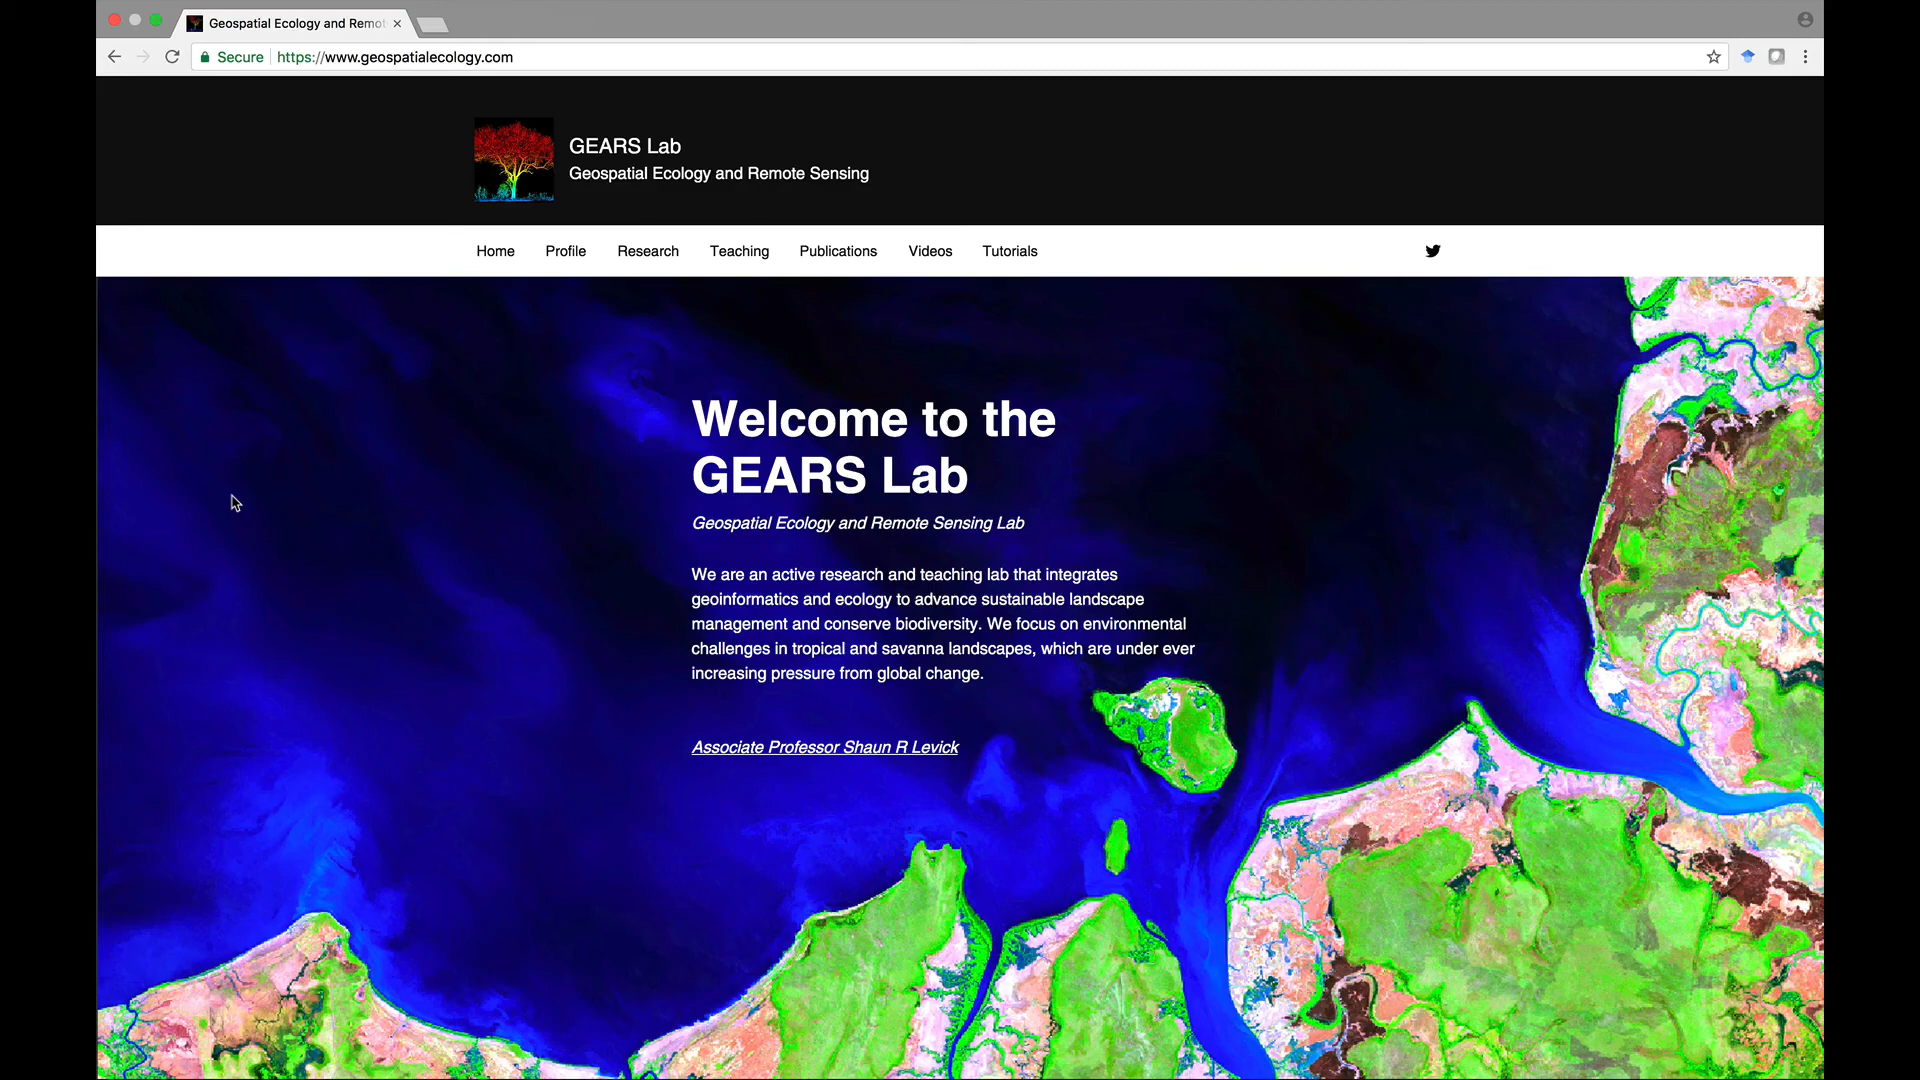 Geospatial Ecology and Remot
Secure https://www.geospatialecology.com
GEARS Lab
Geospatial Ecology and Remote Sensing
Home Profile Research Teaching Publications Videos Tutorials
Welcome to the
GEARS Lab
Geospatial Ecology and Remote Sensing Lab
We are an active research and teaching lab that integrates
geoinformatics and ecology to advance sustainable landscape
management and conserve biodiversity. We focus on environmental
challenges in tropical and savanna landscapes, which are under ever
increasing pressure from global change.
Associate Professor Shaun R Levick